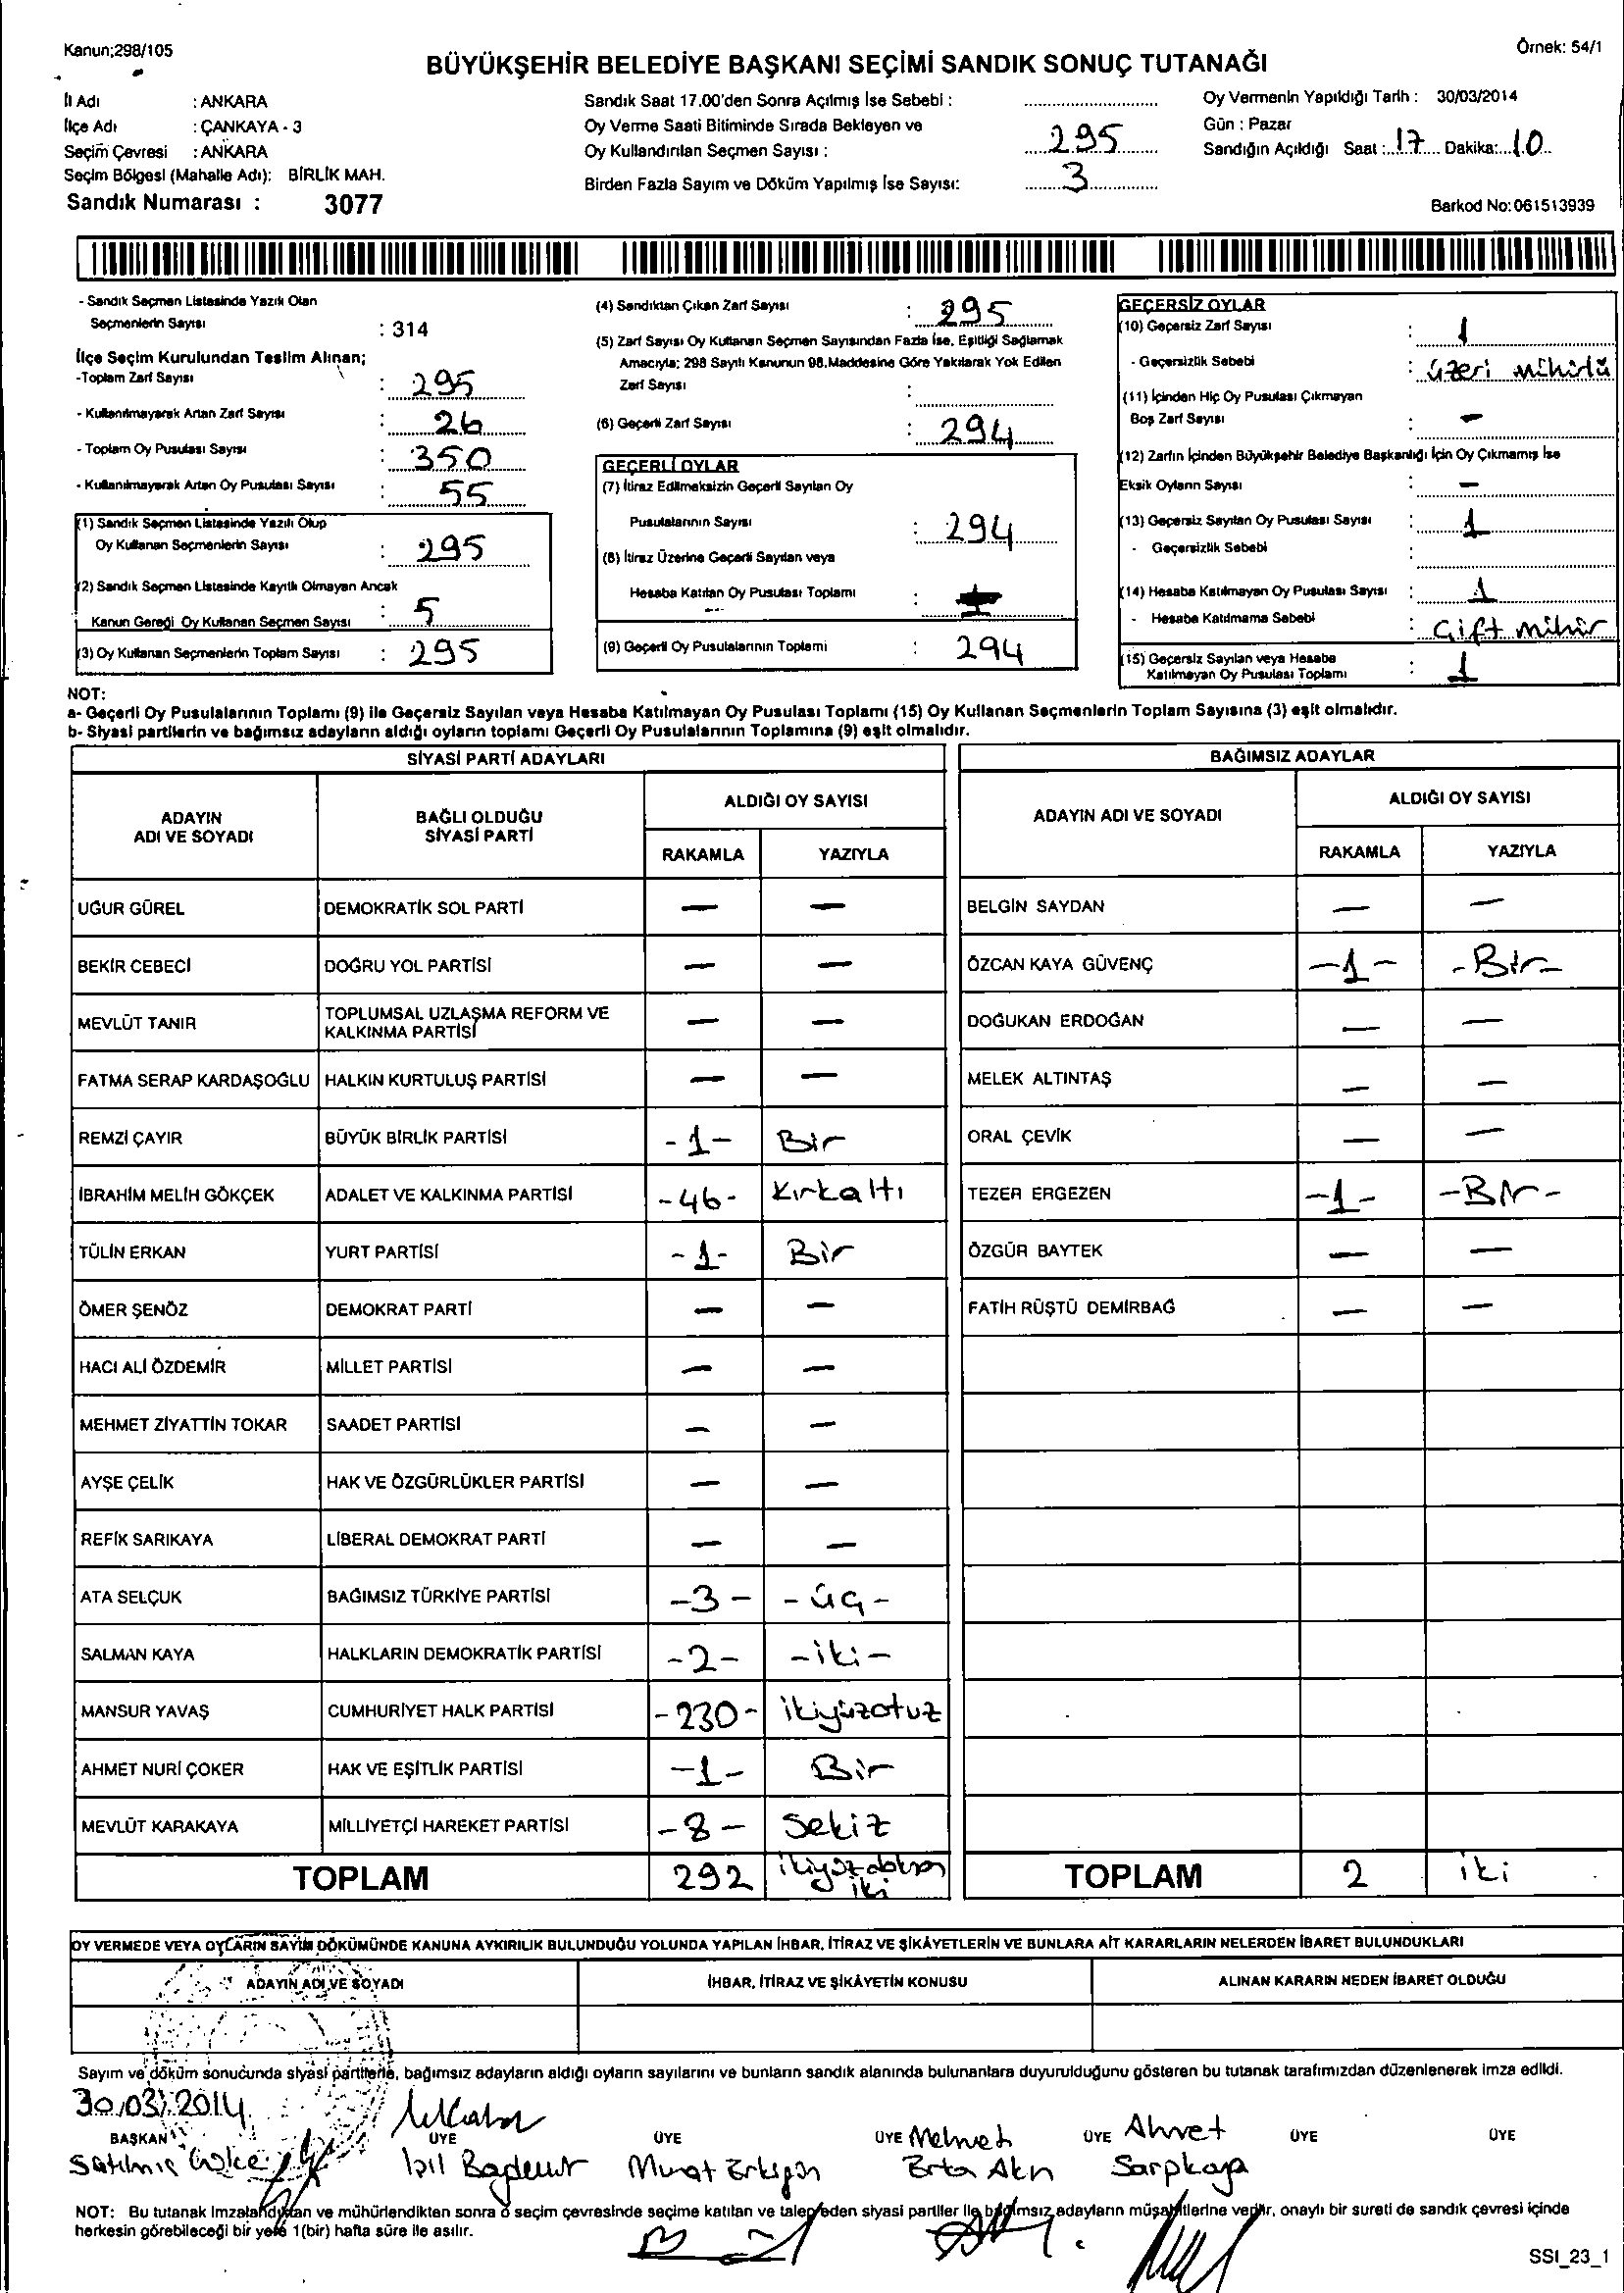 Kanun;298/105
Örnek: 54/1
BÜYÜKŞEHİR BELEDİYE BAŞKANI SEÇİMİ SANDIK SONUÇ TUTANAĞI
İl Adı : ANKARA
İlçe Adı : ÇANKAYA - 3
Seçim Çevresi : ANKARA
Seçim Bölgesi (Mahalle Adı): BİRLİK MAH.
Sandık Numarası : 3077
Sandık Saat 17.00'den Sonra Açılmış İse Sebebi :
Oy Verme Saati Bitiminde Sırada Bekleyen ve
Oy Kullandırılan Seçmen Sayısı : 295
Birden Fazla Sayım ve Döküm Yapılmış İse Sayısı: 3
Oy Vermenin Yapıldığı Tarih : 30/03/2014
Gün : Pazar
Sandığın Açıldığı Saat : 17 Dakika: 10
Barkod No: 061513939
- Sandık Seçmen Listesinde Yazılı Olan
Seçmenlerin Sayısı : 314
İlçe Seçim Kurulundan Teslim Alınan;
-Toplam Zarf Sayısı : 295
- Kullanılmayarak Artan Zarf Sayısı : 26
- Toplam Oy Pusulası Sayısı : 350
- Kullanılmayarak Artan Oy Pusulası Sayısı : 55
(1) Sandık Seçmen Listesinde Yazılı Olup
Oy Kullanan Seçmenlerin Sayısı : 295
(2) Sandık Seçmen Listesinde Kayıtlı Olmayan Ancak
Kanun Gereği Oy Kullanan Seçmen Sayısı : 5
(3) Oy Kullanan Seçmenlerin Toplam Sayısı : 295
(4) Sandıktan Çıkan Zarf Sayısı : 295
(5) Zarf Sayısı Oy Kullanan Seçmen Sayısından Fazla İse, Eşitliği Sağlamak
Amacıyla; 298 Sayılı Kanunun 98.Maddesine Göre Yakılarak Yok Edilen
Zarf Sayısı :
(6) Geçerli Zarf Sayısı : 294
GEÇERLİ OYLAR
(7) İtiraz Edilmeksizin Geçerli Sayılan Oy
Pusulalarının Sayısı : 294
(8) İtiraz Üzerine Geçerli Sayılan veya
Hesaba Katılan Oy Pusulası Toplamı :
(9) Geçerli Oy Pusulalarının Toplamı : 294
GEÇERSİZ OYLAR
(10) Geçersiz Zarf Sayısı : 1
- Geçersizlik Sebebi : üzeri mühürlü
(11) İçinden Hiç Oy Pusulası Çıkmayan
Boş Zarf Sayısı : -
(12) Zarfın İçinden Büyükşehir Belediye Başkanlığı İçin Oy Çıkmamış İse
Eksik Oyların Sayısı : -
(13) Geçersiz Sayılan Oy Pusulası Sayısı : 1
- Geçersizlik Sebebi :
(14) Hesaba Katılmayan Oy Pusulası Sayısı : 1
- Hesaba Katılmama Sebebi : Çift mühür
(15) Geçersiz Sayılan veya Hesaba
Katılmayan Oy Pusulası Toplamı : 1
NOT:
a- Geçerli Oy Pusulalarının Toplamı (9) ile Geçersiz Sayılan veya Hesaba Katılmayan Oy Pusulası Toplamı (15) Oy Kullanan Seçmenlerin Toplam Sayısına (3) eşit olmalıdır.
b- Siyasi partilerin ve bağımsız adayların aldığı oyların toplamı Geçerli Oy Pusulalarının Toplamına (9) eşit olmalıdır.
SİYASİ PARTİ ADAYLARI
ADAYIN ADI VE SOYADI
BAĞLI OLDUĞU SİYASİ PARTİ
ALDIĞI OY SAYISI
RAKAMLA YAZIYLA
UĞUR GÜREL DEMOKRATİK SOL PARTİ — —
BEKİR CEBECİ DOĞRU YOL PARTİSİ — —
MEVLÜT TANIR TOPLUMSAL UZLAŞMA REFORM VE KALKINMA PARTİSİ — —
FATMA SERAP KARDAŞOĞLU HALKIN KURTULUŞ PARTİSİ — —
REMZİ ÇAYIR BÜYÜK BİRLİK PARTİSİ -1- Bir
İBRAHİM MELİH GÖKÇEK ADALET VE KALKINMA PARTİSİ -46- Kırkaltı
TÜLİN ERKAN YURT PARTİSİ -1- Bir
ÖMER ŞENÖZ DEMOKRAT PARTİ — —
HACI ALİ ÖZDEMİR MİLLET PARTİSİ — —
MEHMET ZİYATTİN TOKAR SAADET PARTİSİ — —
AYŞE ÇELİK HAK VE ÖZGÜRLÜKLER PARTİSİ — —
REFİK SARIKAYA LİBERAL DEMOKRAT PARTİ — —
ATA SELÇUK BAĞIMSIZ TÜRKİYE PARTİSİ -3- -üç-
SALMAN KAYA HALKLARIN DEMOKRATİK PARTİSİ -2- -iki-
MANSUR YAVAŞ CUMHURİYET HALK PARTİSİ -230- ikiyüzotuz
AHMET NURİ ÇOKER HAK VE EŞİTLİK PARTİSİ -1- Bir
MEVLÜT KARAKAYA MİLLİYETÇİ HAREKET PARTİSİ -8- Sekiz
TOPLAM 292 ikiyüzdoksan iki
BAĞIMSIZ ADAYLAR
ADAYIN ADI VE SOYADI
ALDIĞI OY SAYISI
RAKAMLA YAZIYLA
BELGİN SAYDAN — —
ÖZCAN KAYA GÜVENÇ -1- -Bir-
DOĞUKAN ERDOĞAN — —
MELEK ALTINTAŞ — —
ORAL ÇEVİK — —
TEZER ERGEZEN -1- -Bir-
ÖZGÜR BAYTEK — —
FATİH RÜŞTÜ DEMİRBAĞ — —
TOPLAM 2 iki
OY VERMEDE VEYA OYLARIN SAYIM DÖKÜMÜNDE KANUNA AYKIRILIK BULUNDUĞU YOLUNDA YAPILAN İHBAR, İTİRAZ VE ŞİKÂYETLERİN VE BUNLARA AİT KARARLARIN NELERDEN İBARET BULUNDUKLARI
ADAYIN ADI VE SOYADI
İHBAR, İTİRAZ VE ŞİKÂYETİN KONUSU
ALINAN KARARIN NEDEN İBARET OLDUĞU
Sayım ve döküm sonucunda siyasi partilerle, bağımsız adayların aldığı oyların sayılarını ve bunların sandık alanında bulunanlara duyurulduğunu gösteren bu tutanak tarafımızdan düzenlenerek imza edildi.
30/03/2014
BAŞKAN ÜYE ÜYE ÜYE Mehmet ÜYE Ahmet ÜYE ÜYE
Murat Akın Sarpkaya
NOT: Bu tutanak imzalandıktan ve mühürlendikten sonra o seçim çevresinde seçime katılan ve talep eden siyasi partiler ile bağımsız adayların müşahitlerine verilir, onaylı bir sureti de sandık çevresi içinde
herkesin görebileceği bir yere 1(bir) hafta süre ile asılır.
SSI_23_1